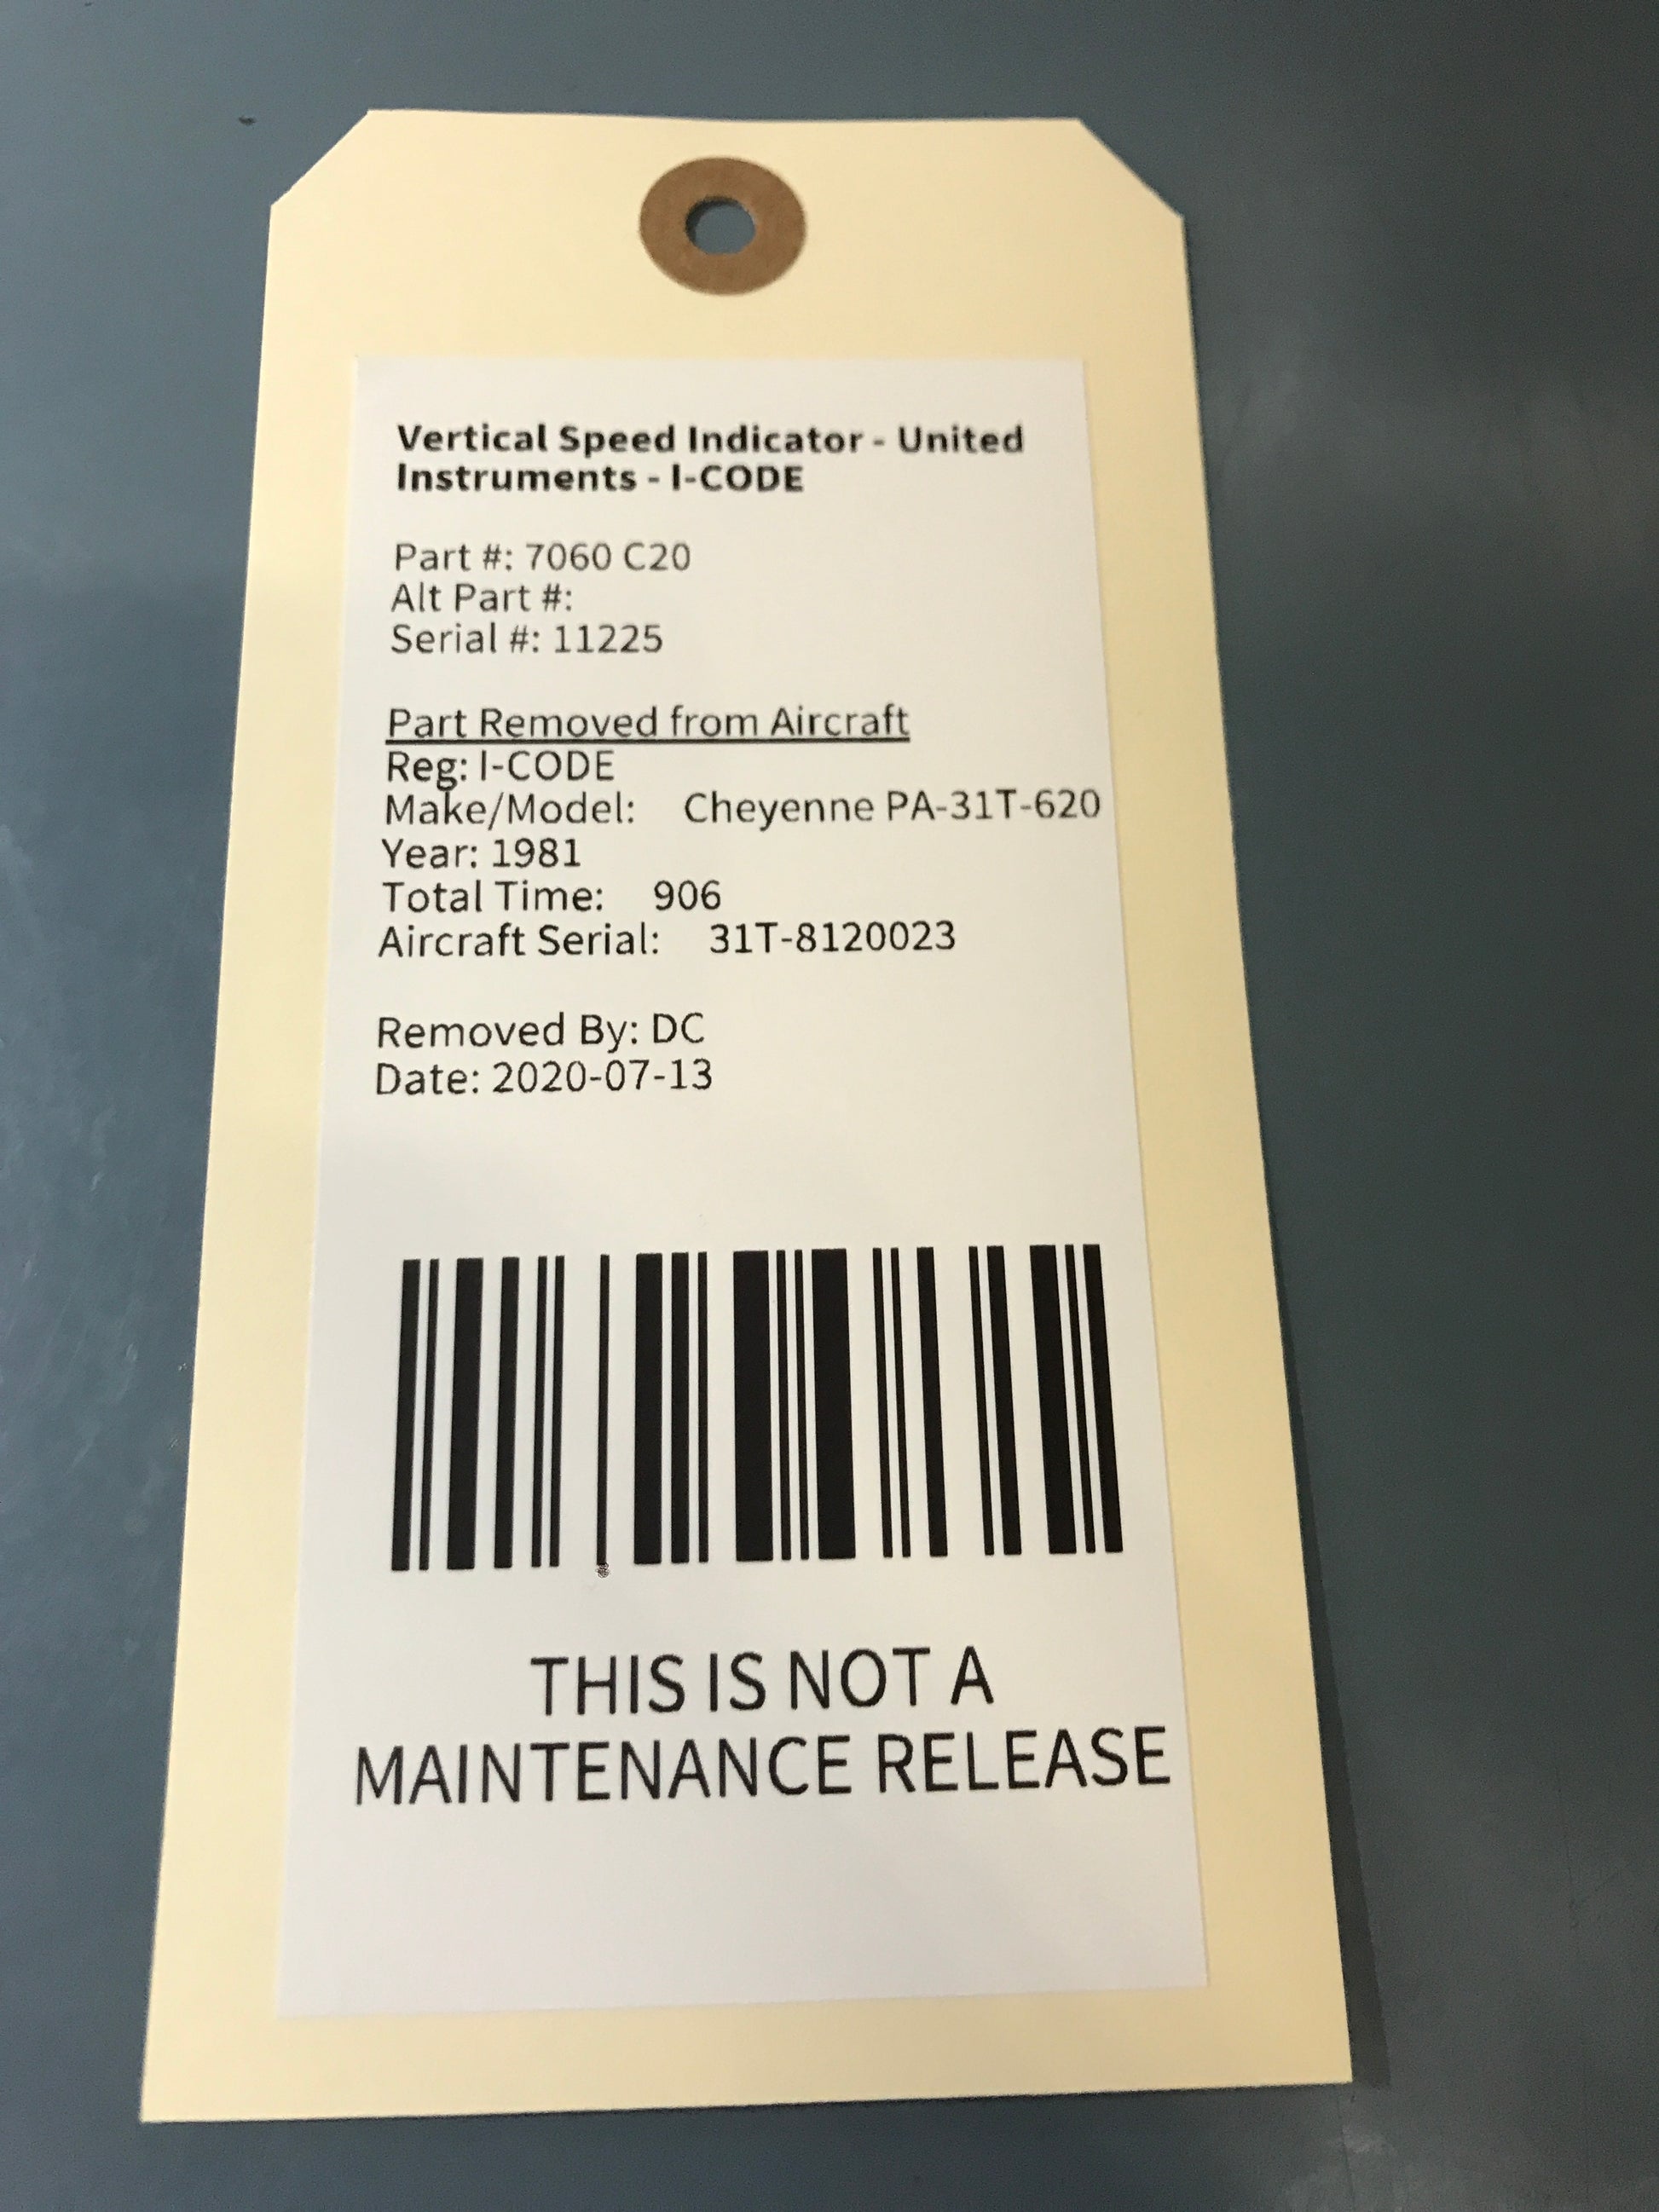 Vertical Speed Indicator - United
Instruments - I-CODE
Part #: 7060 C20
Alt Part #:
Serial #: 11225
Part Removed from Aircraft
Reg: I-CODE
Make/Model: Cheyenne PA-31T-620
Year: 1981
Total Time: 906
Aircraft Serial: 31T-8120023
Removed By: DC
Date: 2020-07-13
THIS IS NOT A
MAINTENANCE RELEASE